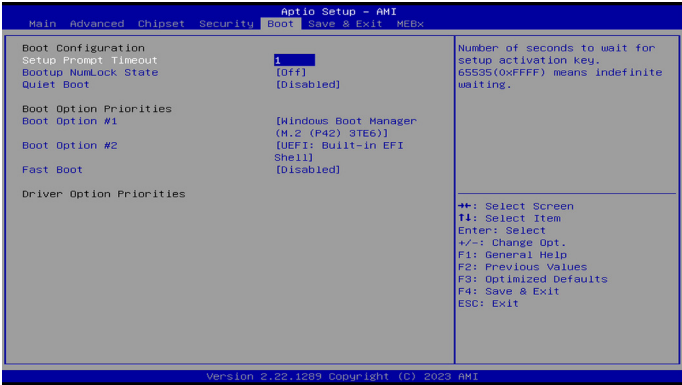 Aptio Setup – AMI
Main Advanced Chipset Security Boot Save & Exit MEBx
Boot Configuration
Setup Prompt Timeout 1
Bootup NumLock State [Off]
Quiet Boot [Disabled]
Boot Option Priorities
Boot Option #1 [Windows Boot Manager
(M.2 (P42) 3TE6)]
Boot Option #2 [UEFI: Built-in EFI
Shell]
Fast Boot [Disabled]
Driver Option Priorities
Number of seconds to wait for
setup activation key.
65535(0xFFFF) means indefinite
waiting.
→←: Select Screen
↑↓: Select Item
Enter: Select
+/-: Change Opt.
F1: General Help
F2: Previous Values
F3: Optimized Defaults
F4: Save & Exit
ESC: Exit
Version 2.22.1289 Copyright (C) 2023 AMI